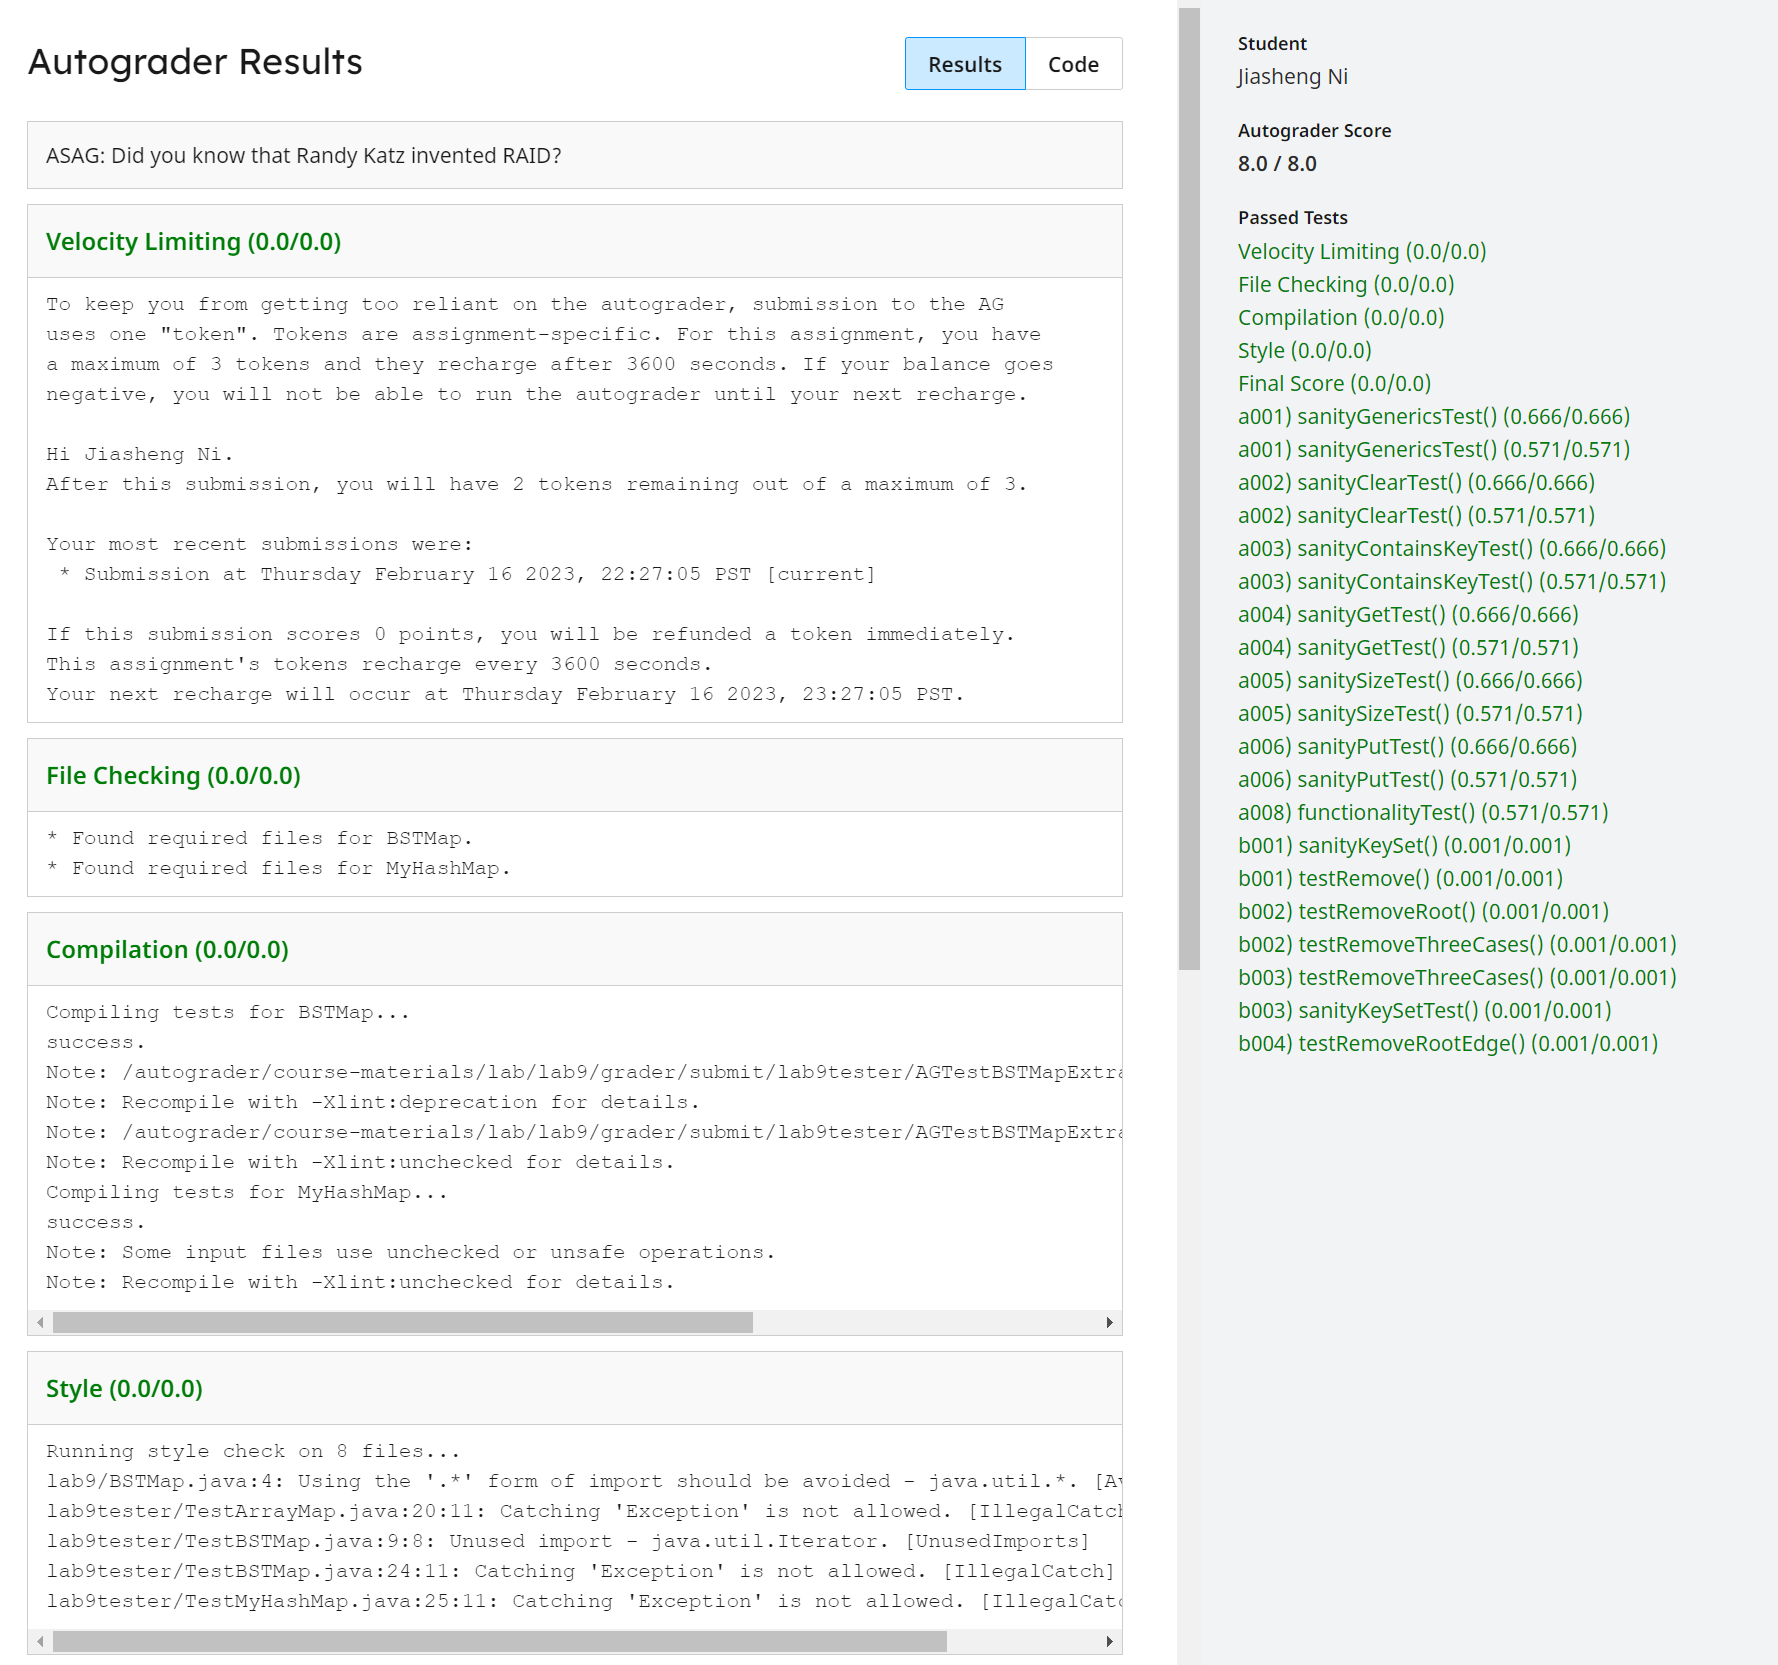 Autograder Results
Results
Code
ASAG: Did you know that Randy Katz invented RAID?
Velocity Limiting (0.0/0.0)
To keep you from getting too reliant on the autograder, submission to the AG
uses one "token". Tokens are assignment-specific. For this assignment, you have
a maximum of 3 tokens and they recharge after 3600 seconds. If your balance goes
negative, you will not be able to run the autograder until your next recharge.
Hi Jiasheng Ni.
After this submission, you will have 2 tokens remaining out of a maximum of 3.
Your most recent submissions were:
* Submission at Thursday February 16 2023, 22:27:05 PST [current]
If this submission scores 0 points, you will be refunded a token immediately.
This assignment's tokens recharge every 3600 seconds.
Your next recharge will occur at Thursday February 16 2023, 23:27:05 PST.
File Checking (0.0/0.0)
* Found required files for BSTMap.
* Found required files for MyHashMap.
Compilation (0.0/0.0)
Compiling tests for BSTMap...
success.
Note: /autograder/course-materials/lab/lab9/grader/submit/lab9tester/AGTestBSTMapExtra
Note: Recompile with -Xlint:deprecation for details.
Note: /autograder/course-materials/lab/lab9/grader/submit/lab9tester/AGTestBSTMapExtra
Note: Recompile with -Xlint:unchecked for details.
Compiling tests for MyHashMap...
success.
Note: Some input files use unchecked or unsafe operations.
Note: Recompile with -Xlint:unchecked for details.
Style (0.0/0.0)
Running style check on 8 files...
lab9/BSTMap.java:4: Using the '.*' form of import should be avoided - java.util.*. [Av
lab9tester/TestArrayMap.java:20:11: Catching 'Exception' is not allowed. [IllegalCatch
lab9tester/TestBSTMap.java:9:8: Unused import - java.util.Iterator. [UnusedImports]
lab9tester/TestBSTMap.java:24:11: Catching 'Exception' is not allowed. [IllegalCatch]
lab9tester/TestMyHashMap.java:25:11: Catching 'Exception' is not allowed. [IllegalCatc
Student
Jiasheng Ni
Autograder Score
8.0 / 8.0
Passed Tests
Velocity Limiting (0.0/0.0)
File Checking (0.0/0.0)
Compilation (0.0/0.0)
Style (0.0/0.0)
Final Score (0.0/0.0)
a001) sanityGenericsTest() (0.666/0.666)
a001) sanityGenericsTest() (0.571/0.571)
a002) sanityClearTest() (0.666/0.666)
a002) sanityClearTest() (0.571/0.571)
a003) sanityContainsKeyTest() (0.666/0.666)
a003) sanityContainsKeyTest() (0.571/0.571)
a004) sanityGetTest() (0.666/0.666)
a004) sanityGetTest() (0.571/0.571)
a005) sanitySizeTest() (0.666/0.666)
a005) sanitySizeTest() (0.571/0.571)
a006) sanityPutTest() (0.666/0.666)
a006) sanityPutTest() (0.571/0.571)
a008) functionalityTest() (0.571/0.571)
b001) sanityKeySet() (0.001/0.001)
b001) testRemove() (0.001/0.001)
b002) testRemoveRoot() (0.001/0.001)
b002) testRemoveThreeCases() (0.001/0.001)
b003) testRemoveThreeCases() (0.001/0.001)
b003) sanityKeySetTest() (0.001/0.001)
b004) testRemoveRootEdge() (0.001/0.001)